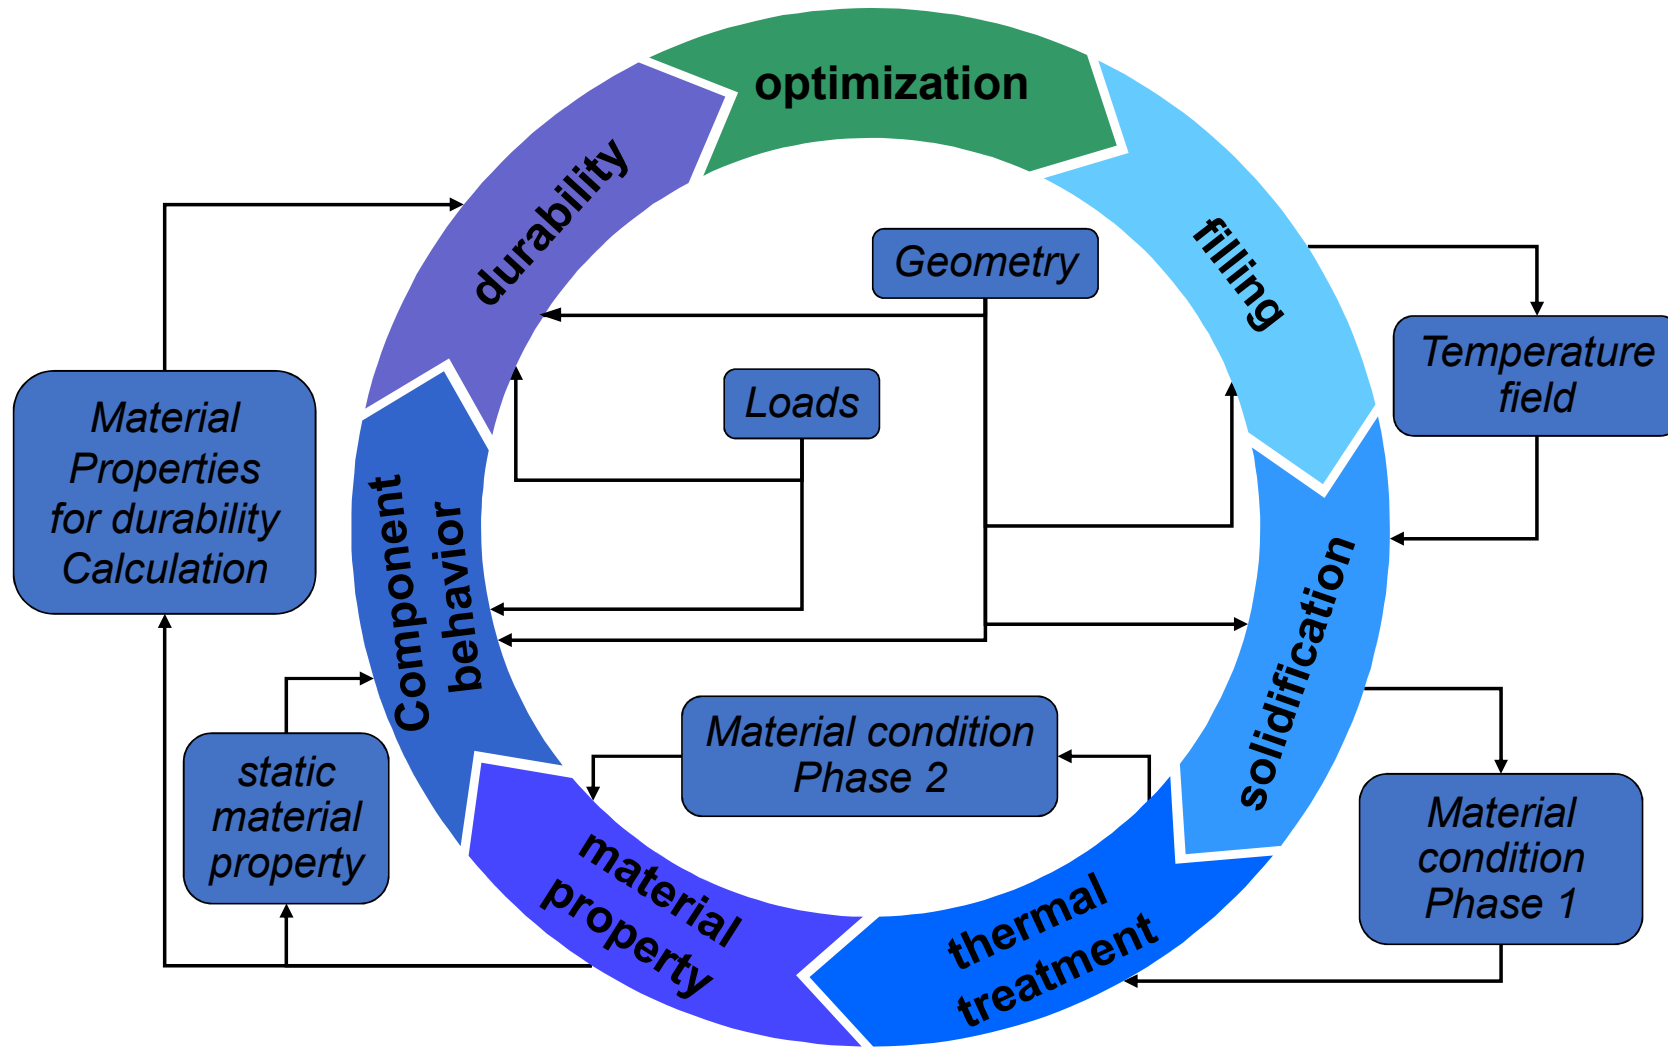 optimization
filling
solidification
thermal
treatment
material
property
Component
behavior
durability
Geometry
Loads
Temperature
field
Material
condition
Phase 1
Material condition
Phase 2
static
material
property
Material
Properties
for durability
Calculation